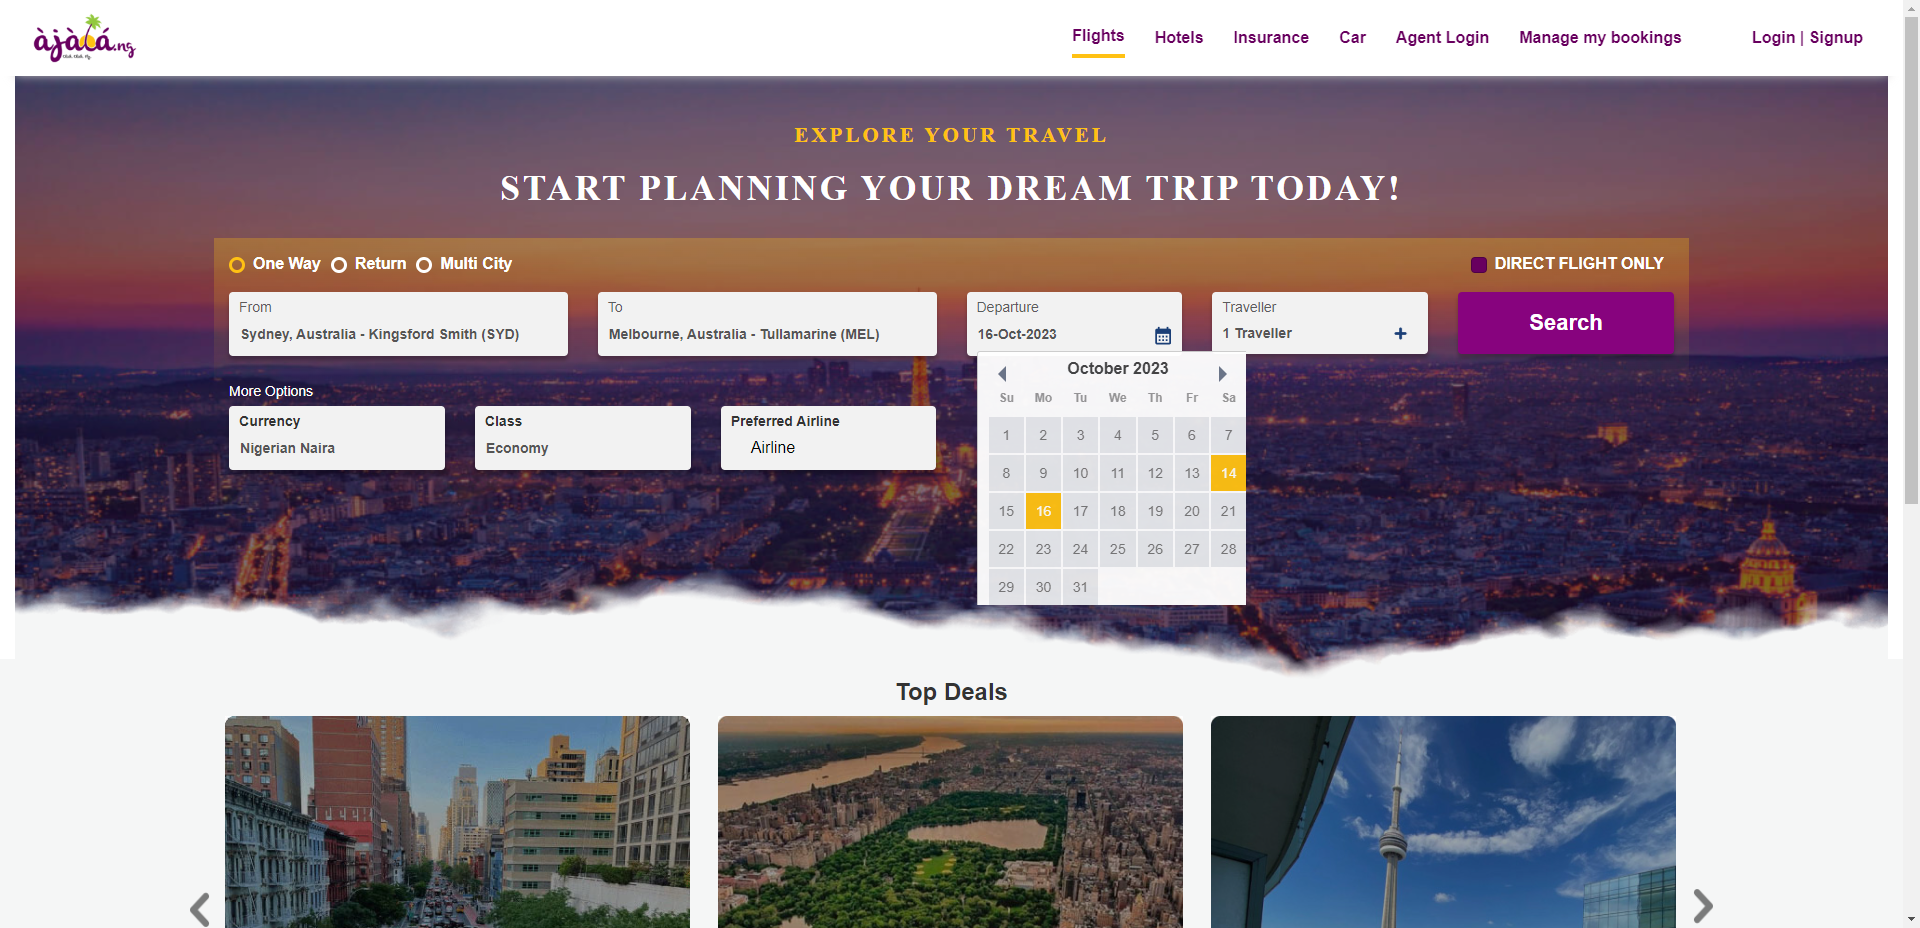 àjàlá.ng
Flights
Hotels
Insurance
Car
Agent Login
Manage my bookings
Login | Signup
EXPLORE YOUR TRAVEL
START PLANNING YOUR DREAM TRIP TODAY!
One Way
Return
Multi City
DIRECT FLIGHT ONLY
From
Sydney, Australia - Kingsford Smith (SYD)
To
Melbourne, Australia - Tullamarine (MEL)
Departure
16-Oct-2023
Traveller
1 Traveller
Search
More Options
Currency
Nigerian Naira
Class
Economy
Preferred Airline
Airline
October 2023
Su Mo Tu We Th Fr Sa
1 2 3 4 5 6 7
8 9 10 11 12 13 14
15 16 17 18 19 20 21
22 23 24 25 26 27 28
29 30 31
Top Deals